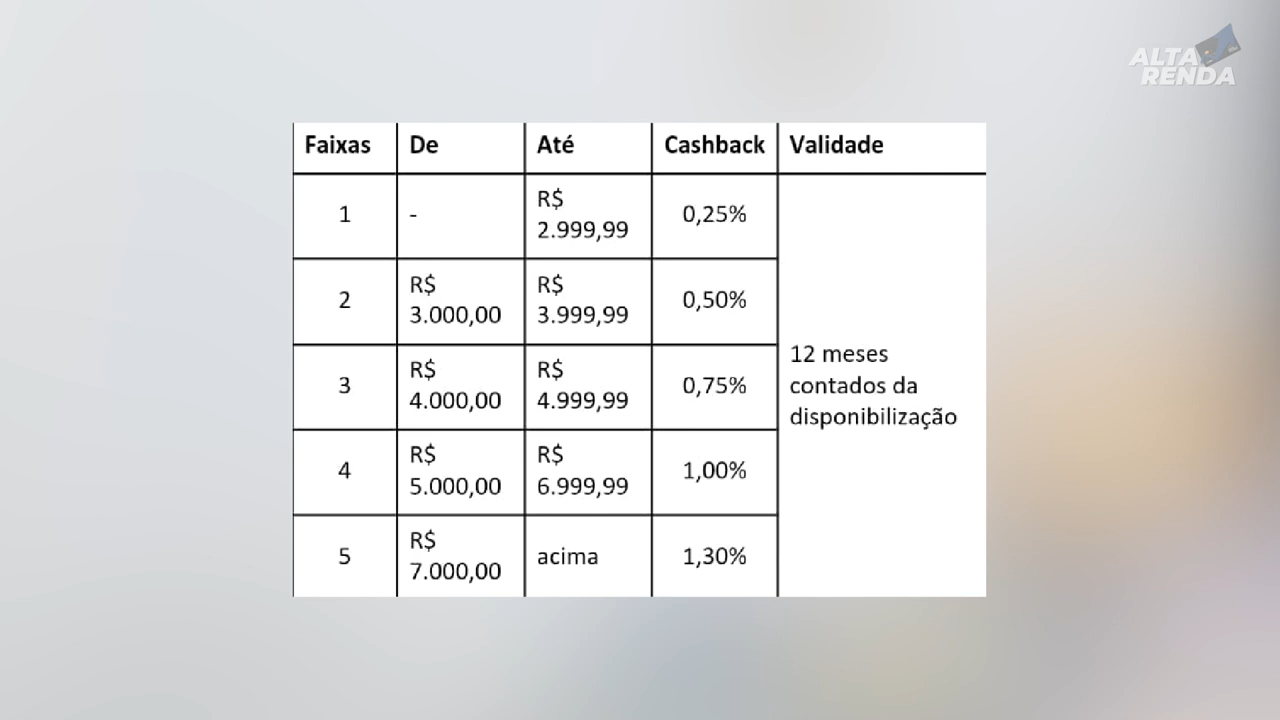 ALTA
RENDA
Faixas De Até Cashback Validade
1 - R$ 2.999,99 0,25%
2 R$ 3.000,00 R$ 3.999,99 0,50%
3 R$ 4.000,00 R$ 4.999,99 0,75%
4 R$ 5.000,00 R$ 6.999,99 1,00%
5 R$ 7.000,00 acima 1,30%
12 meses
contados da
disponibilização